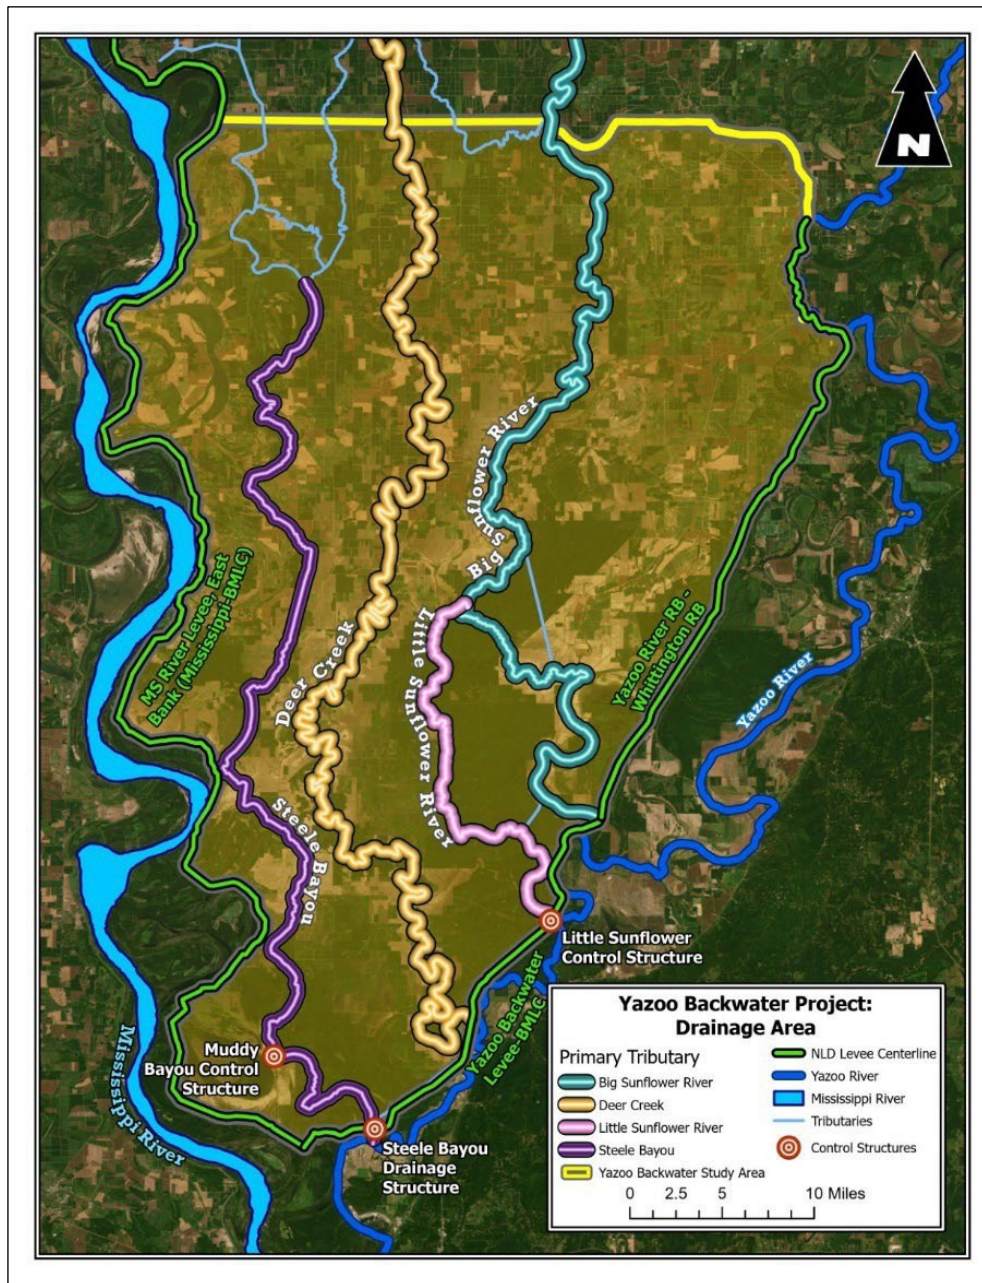 N
Big Sunflower River
MS River Levee, East
Bank (Mississippi-BMLC)
Deer Creek
Little Sunflower River
Yazoo River RB -
Whittington RB
Yazoo River
Steele Bayou
Little Sunflower
Control Structure
Yazoo Backwater
Levee-BMLC
Mississippi River
Muddy
Bayou Control
Structure
Steele Bayou
Drainage
Structure
Yazoo Backwater Project:
Drainage Area
Primary Tributary
Big Sunflower River
Deer Creek
Little Sunflower River
Steele Bayou
Yazoo Backwater Study Area
NLD Levee Centerline
Yazoo River
Mississippi River
Tributaries
Control Structures
0 2.5 5 10 Miles